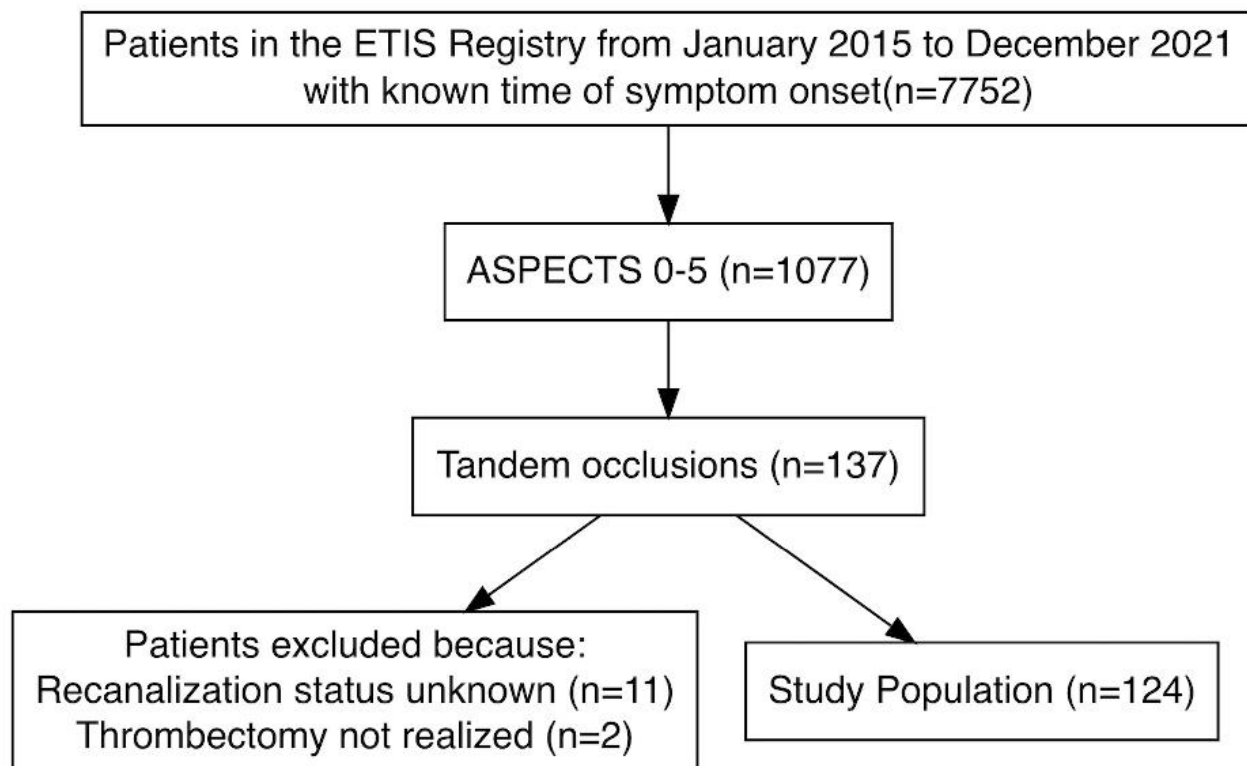 Patients in the ETIS Registry from January 2015 to December 2021
with known time of symptom onset(n=7752)
ASPECTS 0-5 (n=1077)
Tandem occlusions (n=137)
Patients excluded because:
Recanalization status unknown (n=11)
Thrombectomy not realized (n=2)
Study Population (n=124)